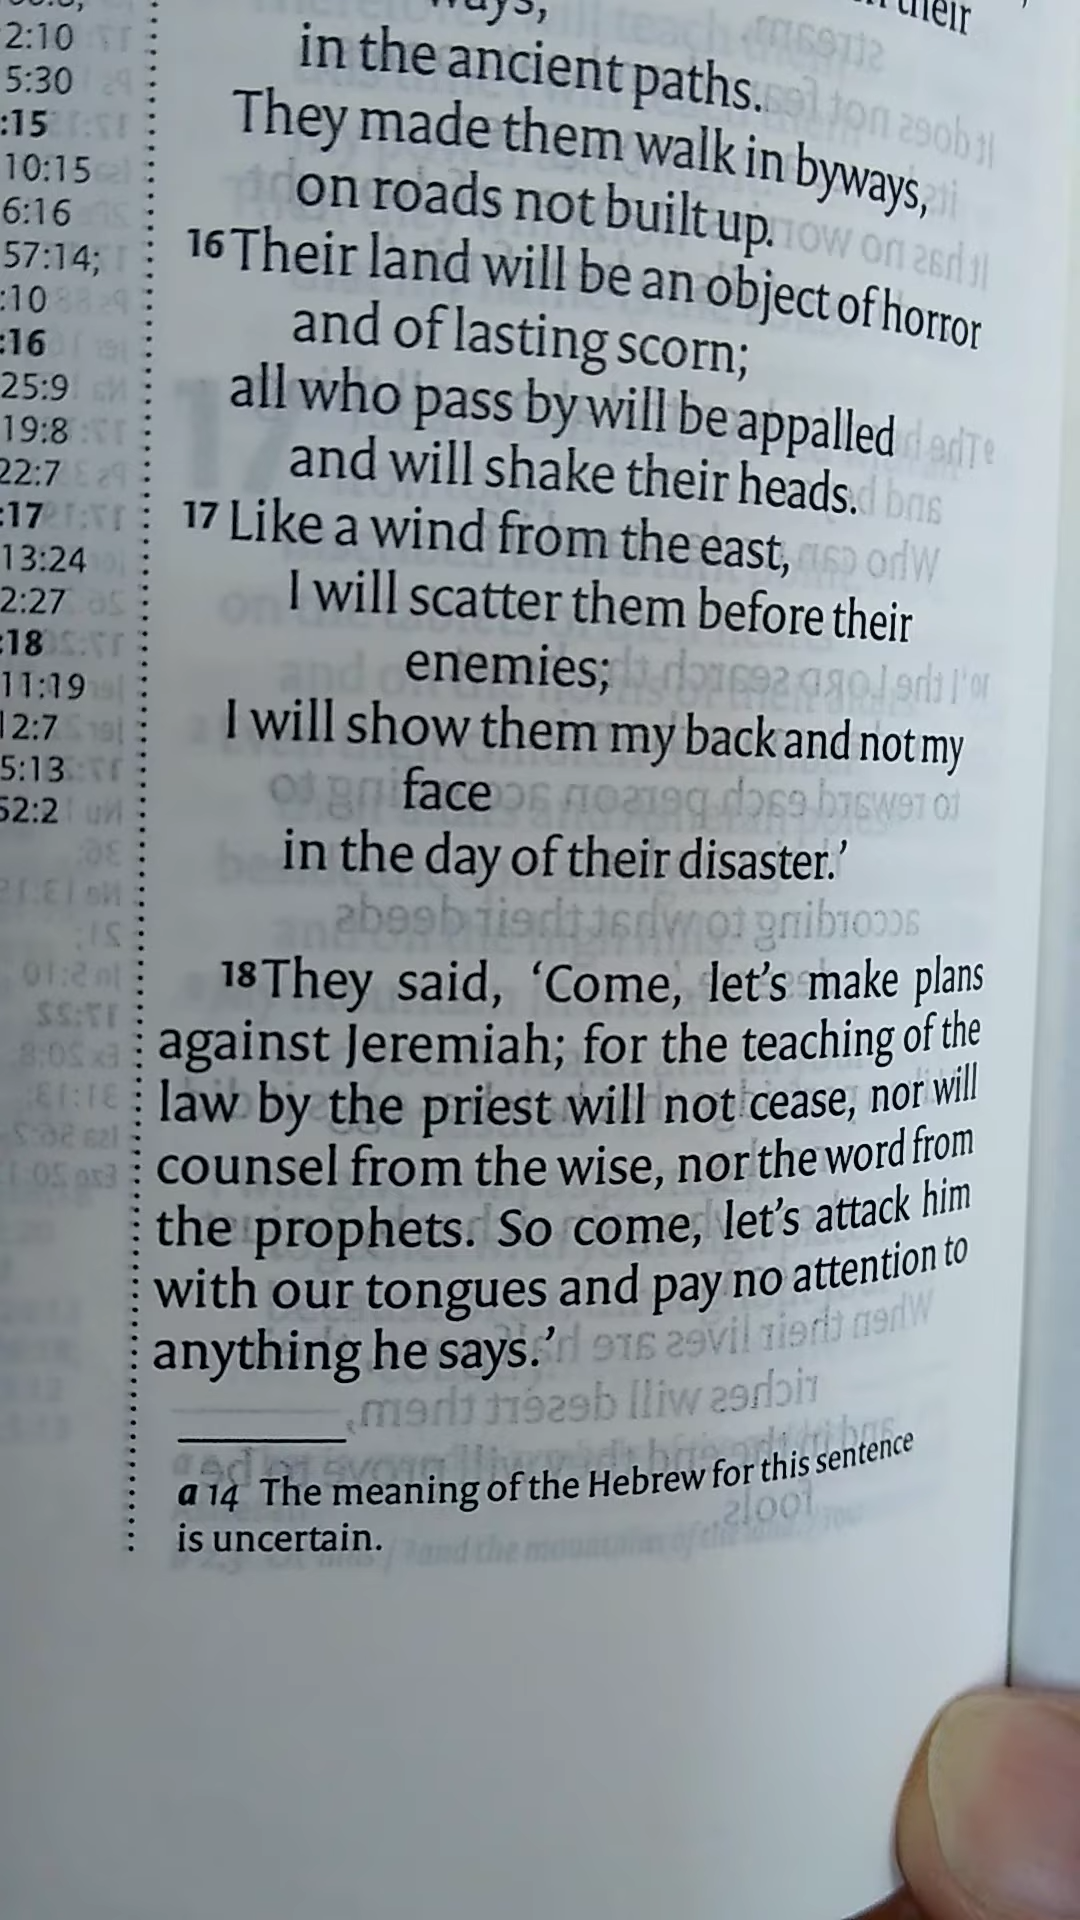 their
ways,
in the ancient paths.
They made them walk in byways,
on roads not built up.
16 Their land will be an object of horror
and of lasting scorn;
all who pass by will be appalled
and will shake their heads.
17 Like a wind from the east,
I will scatter them before their
enemies;
I will show them my back and not my
face
in the day of their disaster.’
18 They said, ‘Come, let’s make plans
against Jeremiah; for the teaching of the
law by the priest will not cease, nor will
counsel from the wise, nor the word from
the prophets. So come, let’s attack him
with our tongues and pay no attention to
anything he says.’
a 14 The meaning of the Hebrew for this sentence
is uncertain.
2:10
5:30
:15
10:15
6:16
57:14;
:10
:16
25:9
19:8
22:7
:17
13:24
2:27
:18
11:19
12:7
5:13
52:2